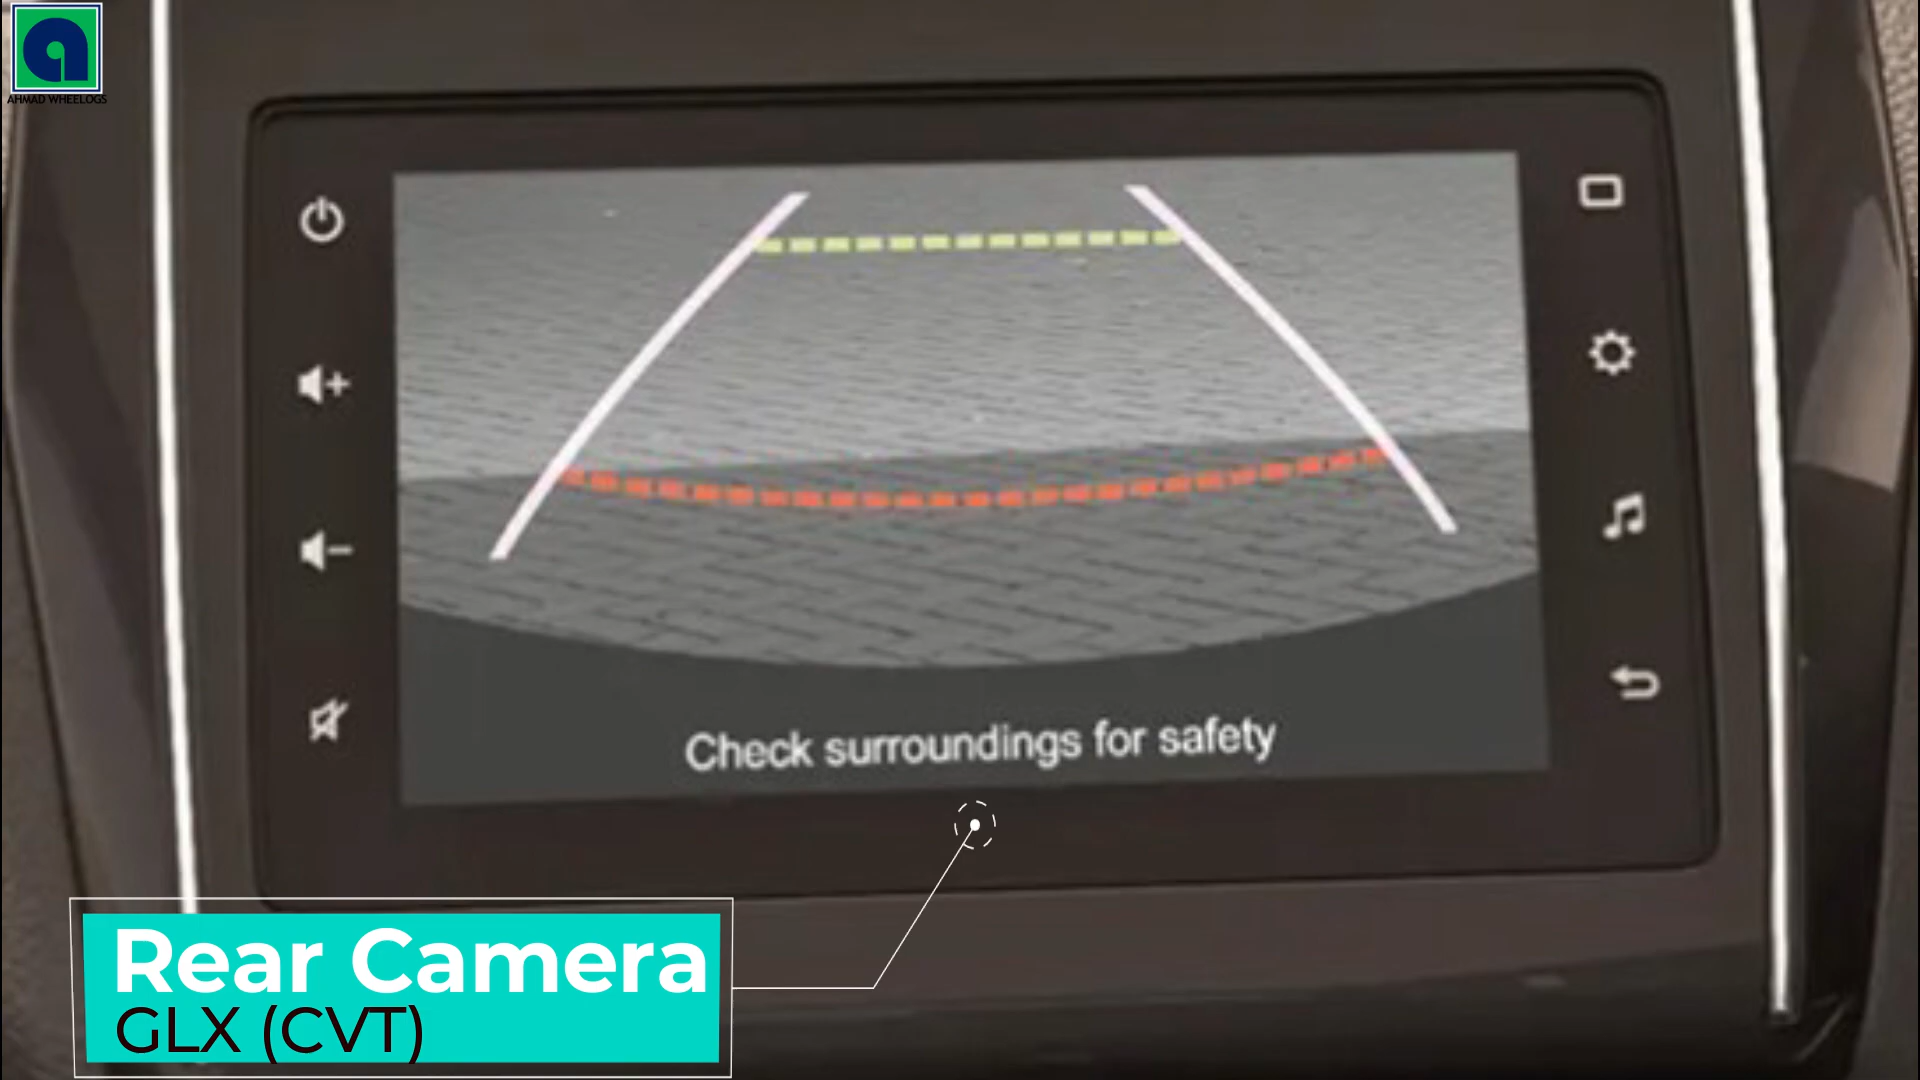 AHMAD WHEELOGS
Check surroundings for safety
Rear Camera
GLX (CVT)